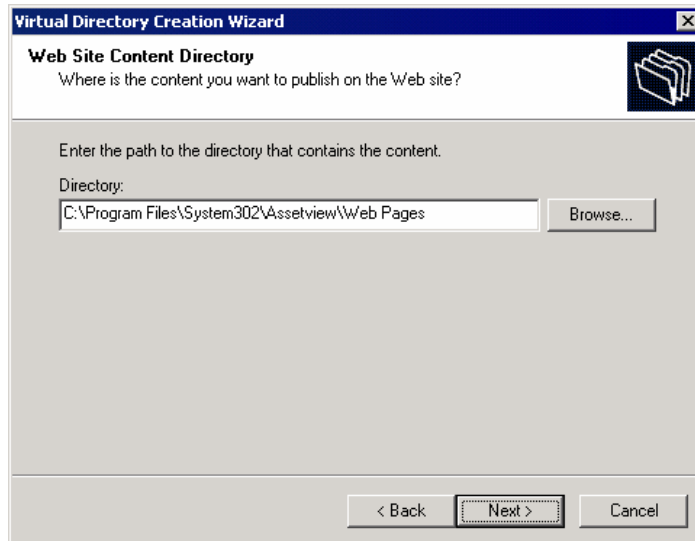 Virtual Directory Creation Wizard
Web Site Content Directory
Where is the content you want to publish on the Web site?
Enter the path to the directory that contains the content.
Directory:
C:\Program Files\System302\Assetview\Web Pages
Browse...
< Back
Next >
Cancel